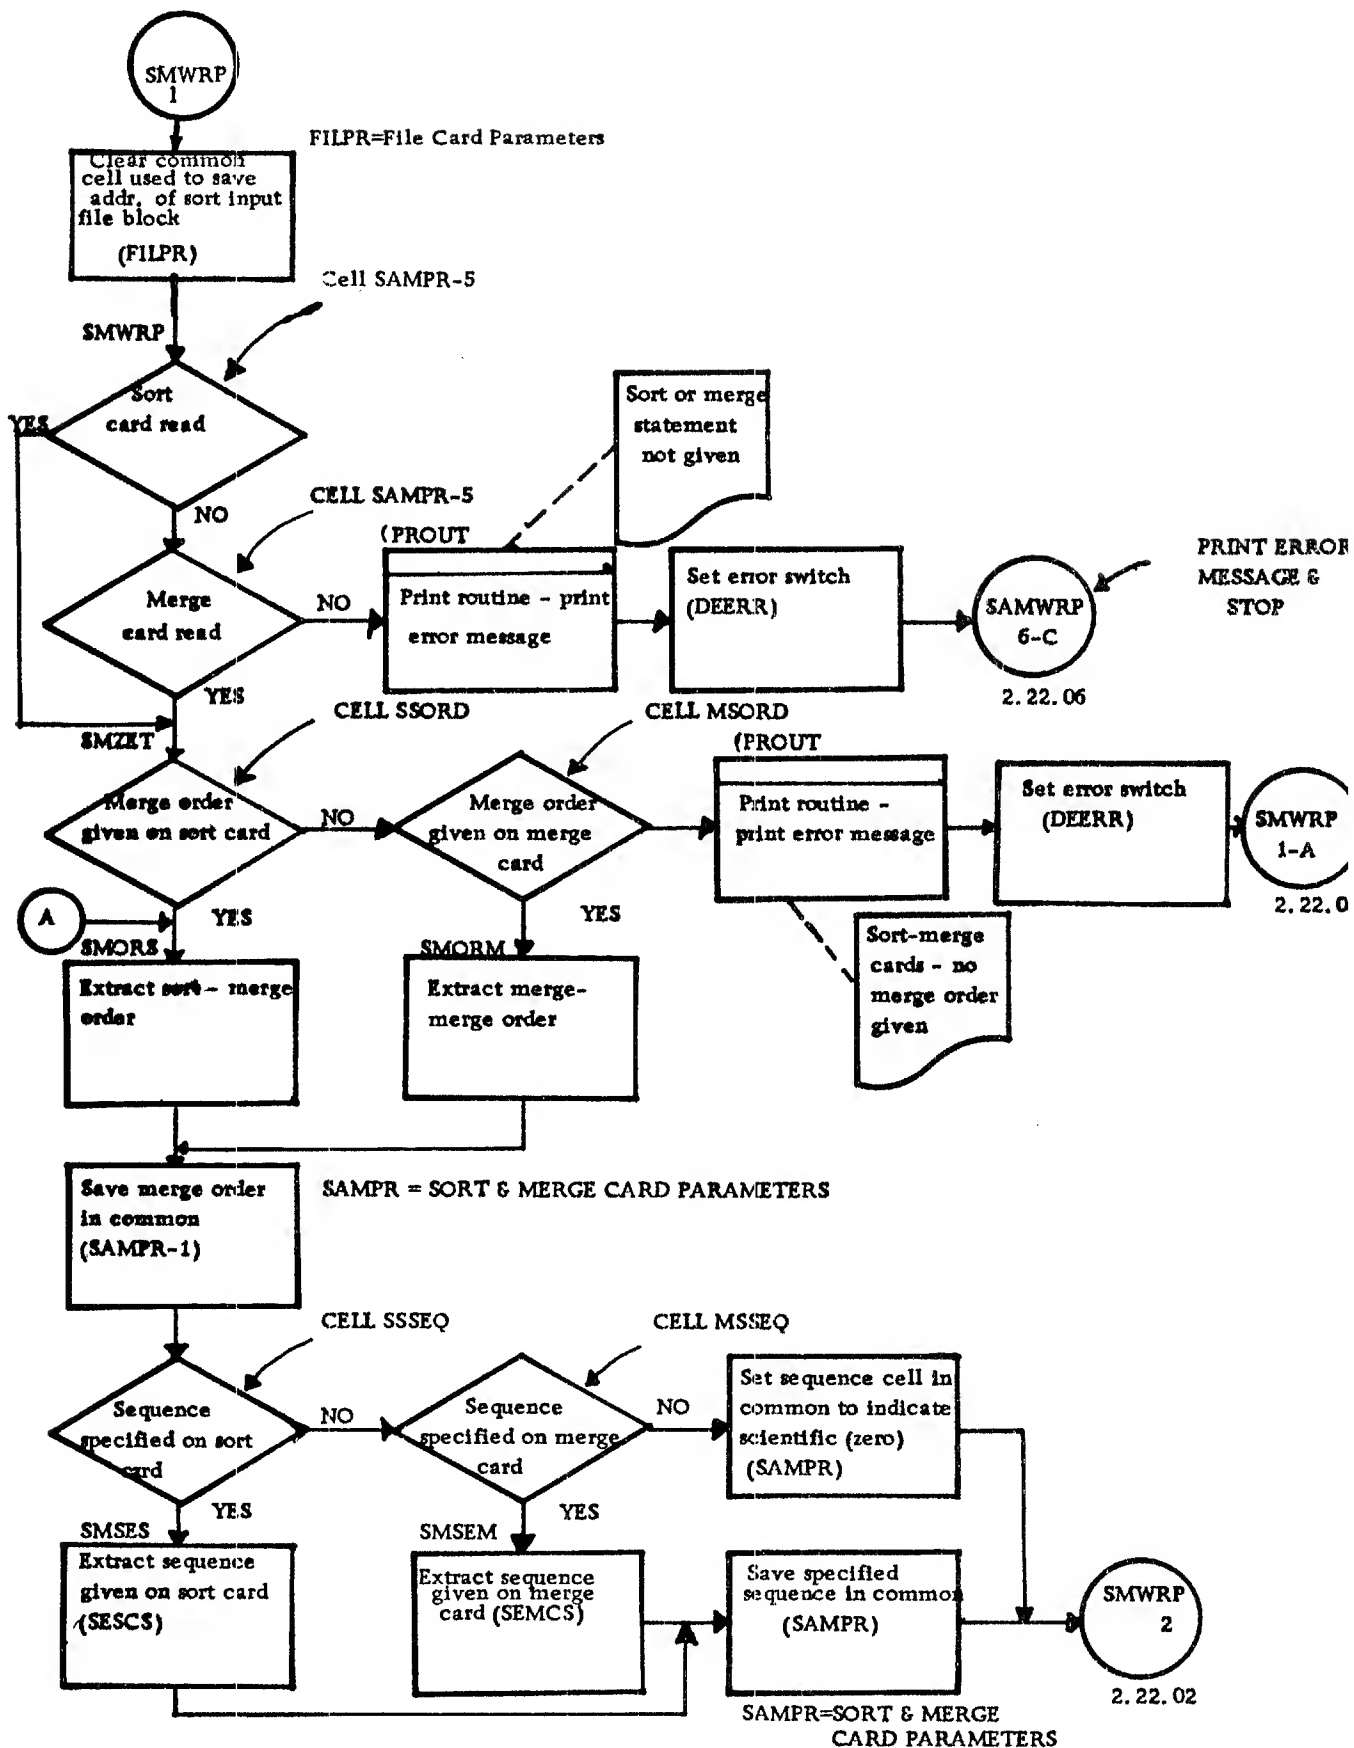 SMWRP
1
FILPR=File Card Parameters
Clear common
cell used to save
addr. of sort input
file block
(FILPR)
Cell SAMPR-5
SMWRP
Sort
card read
YES
NO
CELL SAMPR-5
Merge
card read
NO
YES
(PROUT
Print routine - print
error message
Sort or merge
statement
not given
Set error switch
(DEERR)
SAMWRP
6-C
2.22.06
PRINT ERROR
MESSAGE &
STOP
SMZET
CELL SSORD
Merge order
given on sort card
NO
YES
CELL MSORD
Merge order
given on merge
card
YES
(PROUT
Print routine -
print error message
Set error switch
(DEERR)
SMWRP
1-A
2.22.0
Sort-merge
cards - no
merge order
given
A
SMORS
Extract sort - merge
order
SMORM
Extract merge-
merge order
Save merge order
in common
(SAMPR-1)
SAMPR = SORT & MERGE CARD PARAMETERS
CELL SSSEQ
Sequence
specified on sort
card
NO
YES
CELL MSSEQ
Sequence
specified on merge
card
NO
YES
Set sequence cell in
common to indicate
scientific (zero)
(SAMPR)
SMSES
Extract sequence
given on sort card
(SESCS)
SMSEM
Extract sequence
given on merge
card (SEMCS)
Save specified
sequence in common
(SAMPR)
SMWRP
2
2.22.02
SAMPR=SORT & MERGE
CARD PARAMETERS